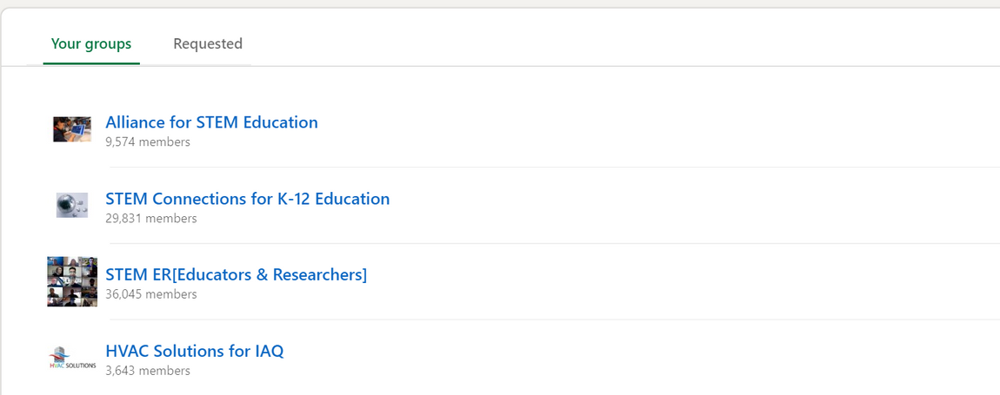 Your groups
Requested
Alliance for STEM Education
9,574 members
STEM Connections for K-12 Education
29,831 members
STEM ER[Educators & Researchers]
36,045 members
HVAC Solutions for IAQ
HVAC SOLUTIONS
3,643 members